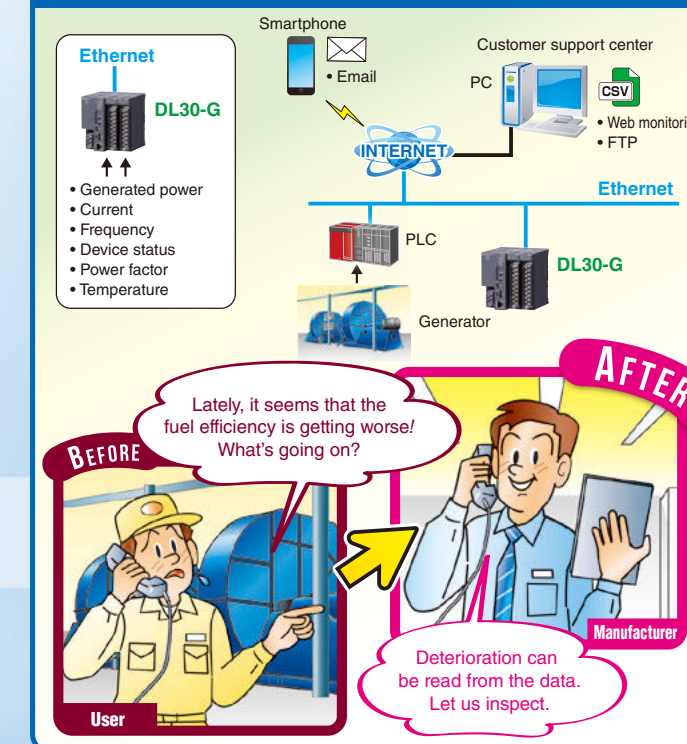 Ethernet
DL30-G
• Generated power
• Current
• Frequency
• Device status
• Power factor
• Temperature
Smartphone
• Email
INTERNET
Customer support center
PC
CSV
• Web monitori
• FTP
Ethernet
PLC
DL30-G
Generator
BEFORE
Lately, it seems that the
fuel efficiency is getting worse!
What's going on?
User
AFTER
Manufacturer
Deterioration can
be read from the data.
Let us inspect.